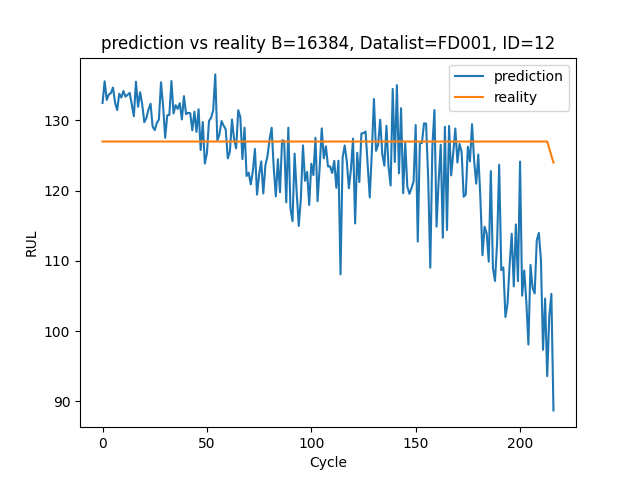 prediction vs reality B=16384, Datalist=FD001, ID=12
prediction
reality
130
120
110
100
90
RUL
0 50 100 150 200
Cycle